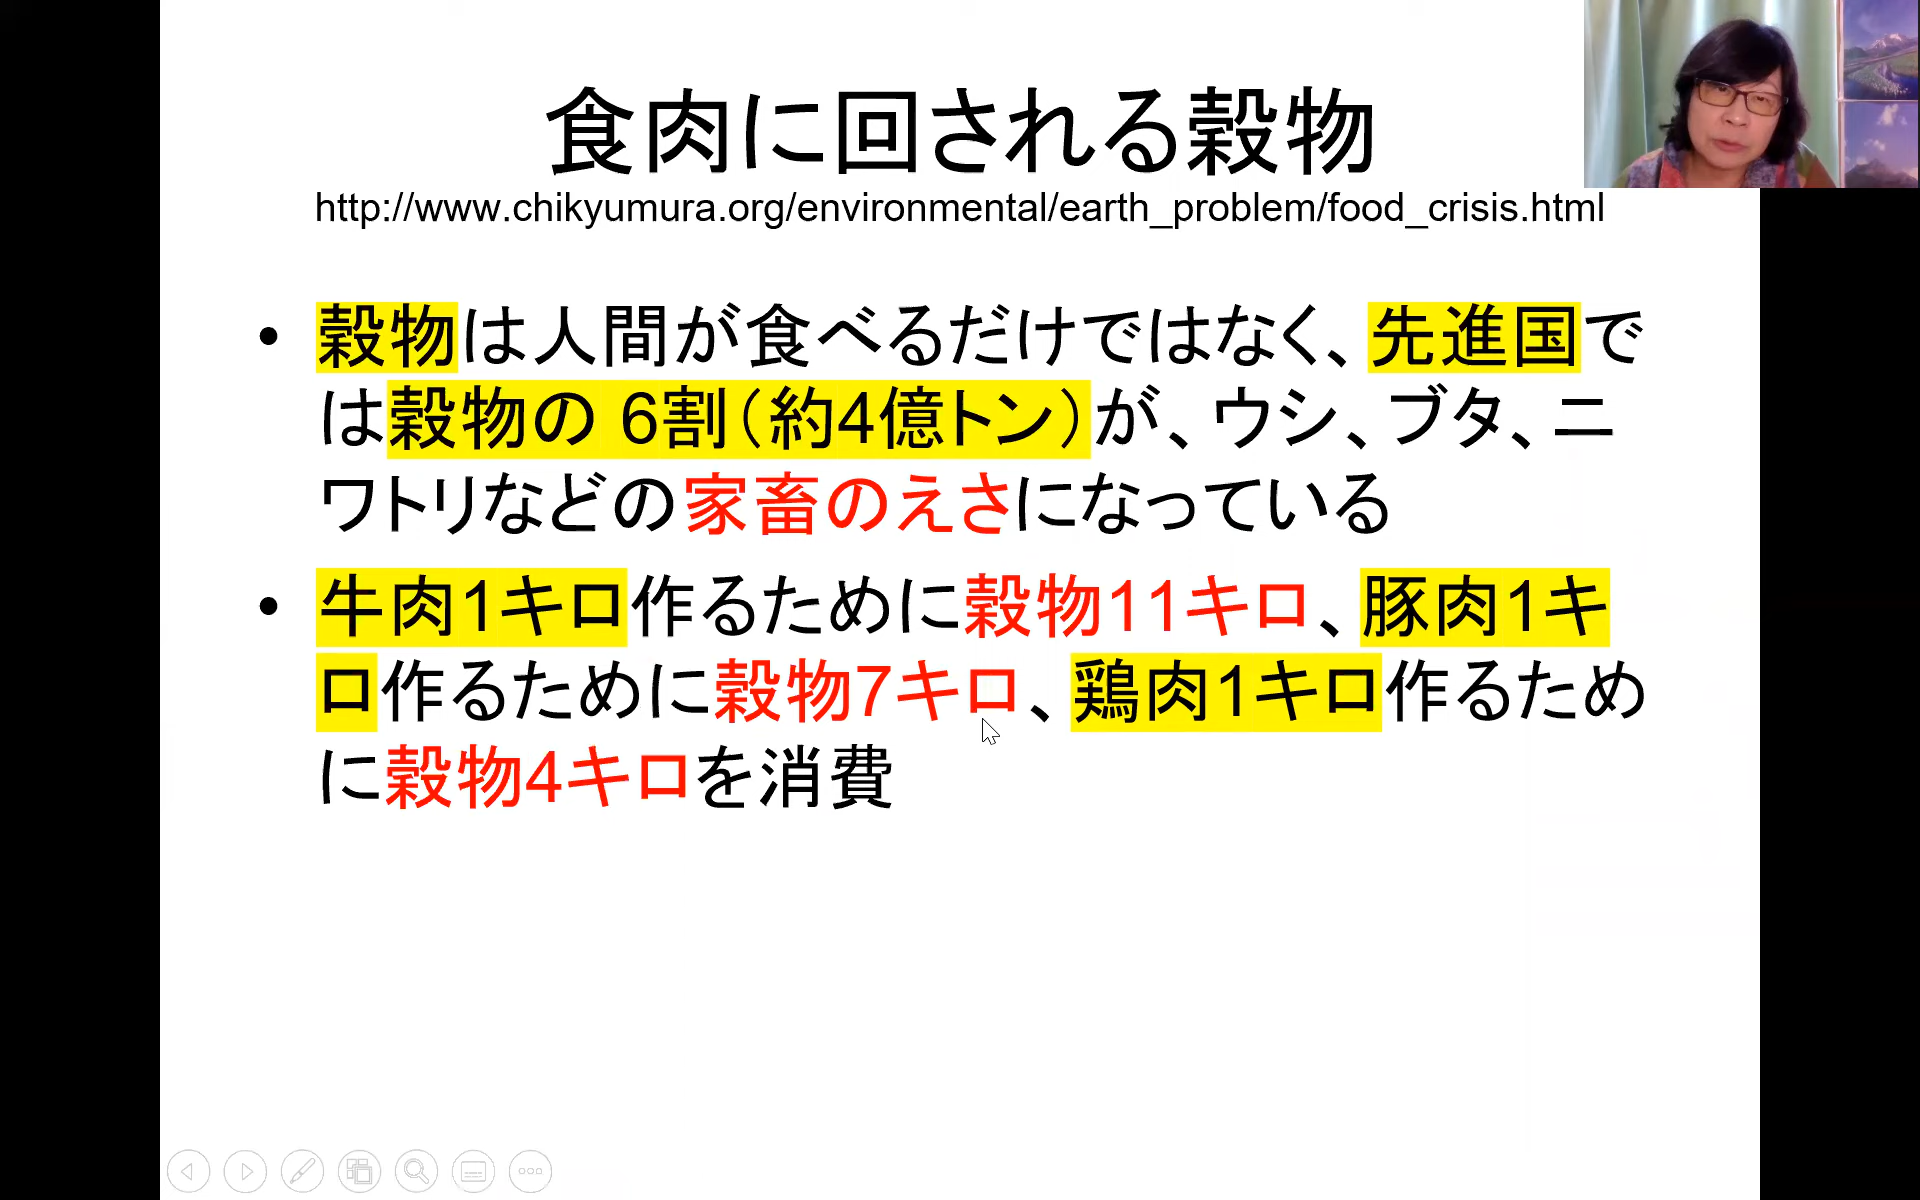 食肉に回される穀物
http://www.chikyumura.org/environmental/earth_problem/food_crisis.html
• 穀物は人間が食べるだけではなく、先進国で
は穀物の 6割（約4億トン）が、ウシ、ブタ、ニ
ワトリなどの家畜のえさになっている
• 牛肉1キロ作るために穀物11キロ、豚肉1キ
ロ作るために穀物7キロ、鶏肉1キロ作るため
に穀物4キロを消費